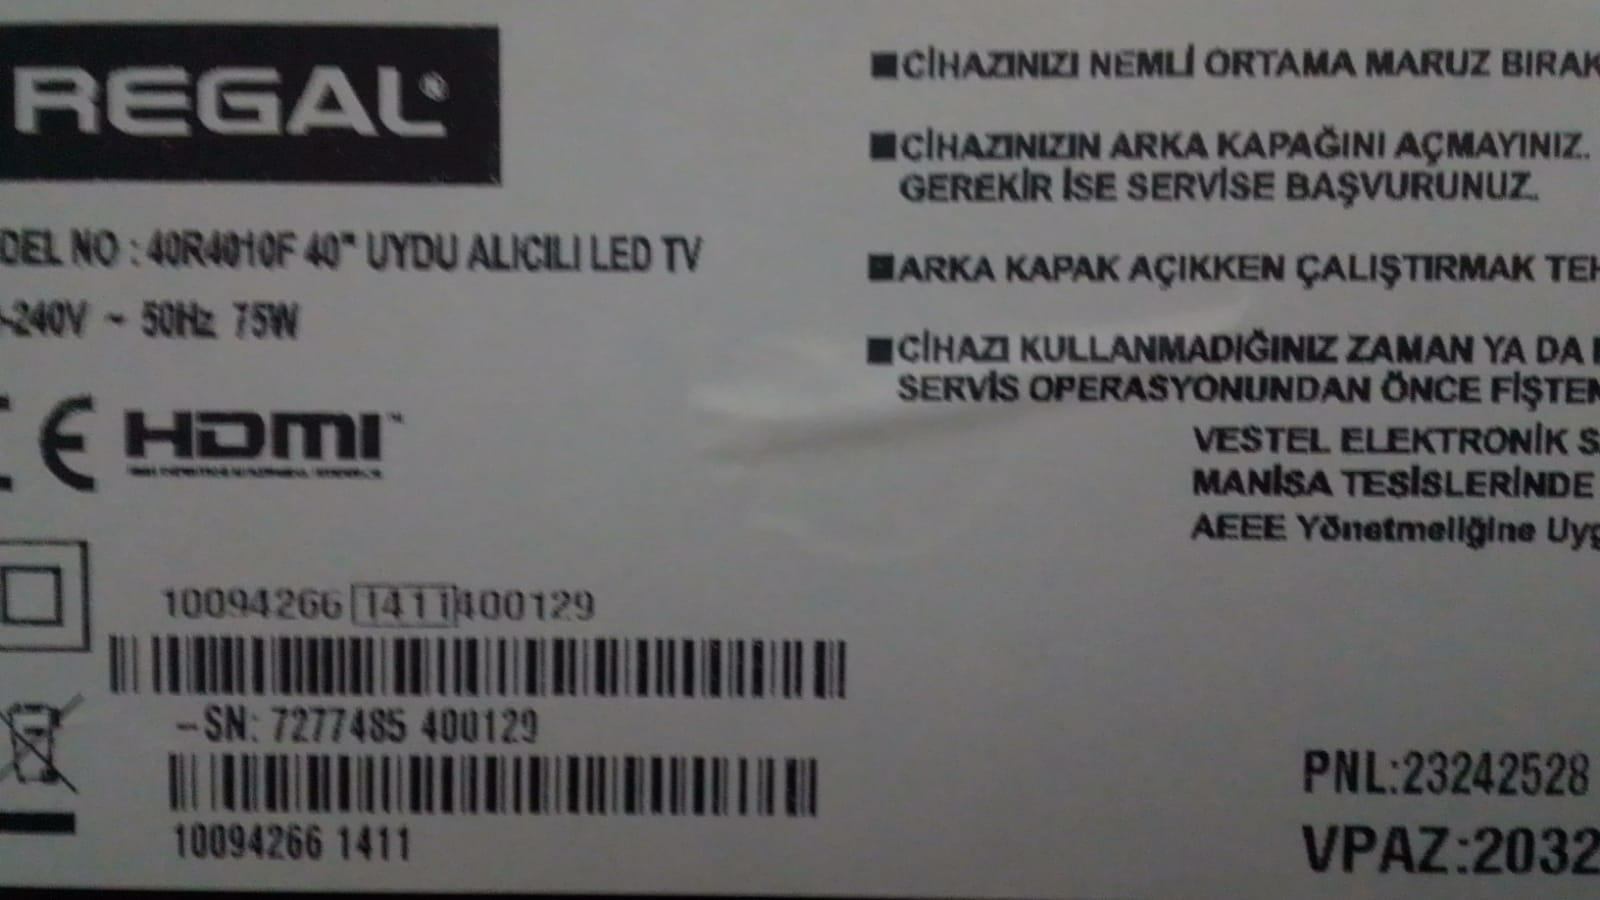 REGAL®
DEL NO : 40R4010F 40" UYDU ALICILI LED TV
-240V ~ 50Hz 75W
CE HDMI™
10094266 1411 400129
-SN: 7277485 400129
10094266 1411
■CİHAZINIZI NEMLİ ORTAMA MARUZ BIRAK
■CİHAZINIZIN ARKA KAPAĞINI AÇMAYINIZ.
GEREKİR İSE SERVİSE BAŞVURUNUZ.
■ARKA KAPAK AÇIKKEN ÇALIŞTIRMAK TEH
■CİHAZI KULLANMADIĞINIZ ZAMAN YA DA
SERVİS OPERASYONUNDAN ÖNCE FİŞTEN
VESTEL ELEKTRONİK S
MANİSA TESİSLERİNDE
AEEE Yönetmeliğine Uyg
PNL:23242528
VPAZ:2032